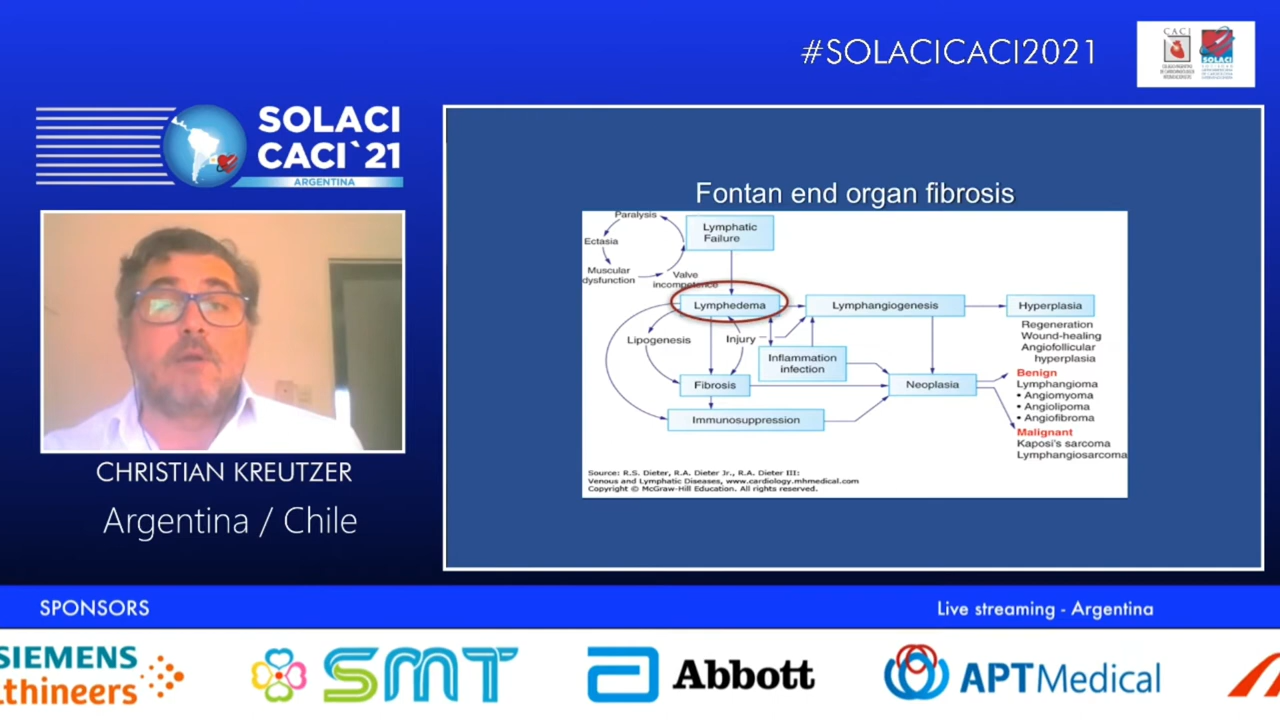 #SOLACICACI2021
CACI
SOLACI
SOLACI
CACI`21
ARGENTINA
CHRISTIAN KREUTZER
Argentina / Chile
Fontan end organ fibrosis
Paralysis
Ectasia
Muscular
dysfunction
Valve
incompetence
Lymphatic
Failure
Lymphedema
Lymphangiogenesis
Hyperplasia
Regeneration
Wound-healing
Angiofollicular
hyperplasia
Lipogenesis
Injury
Inflammation
infection
Fibrosis
Neoplasia
Immunosuppression
Benign
Lymphangioma
• Angiomyoma
• Angiolipoma
• Angiofibroma
Malignant
Kaposi's sarcoma
Lymphangiosarcoma
Source: R.S. Dieter, R.A. Dieter Jr., R.A. Dieter III:
Venous and Lymphatic Diseases, www.cardiology.mhmedical.com
Copyright © McGraw-Hill Education. All rights reserved.
SPONSORS
Live streaming - Argentina
SIEMENS
lthineers
SMT
Abbott
APTMedical